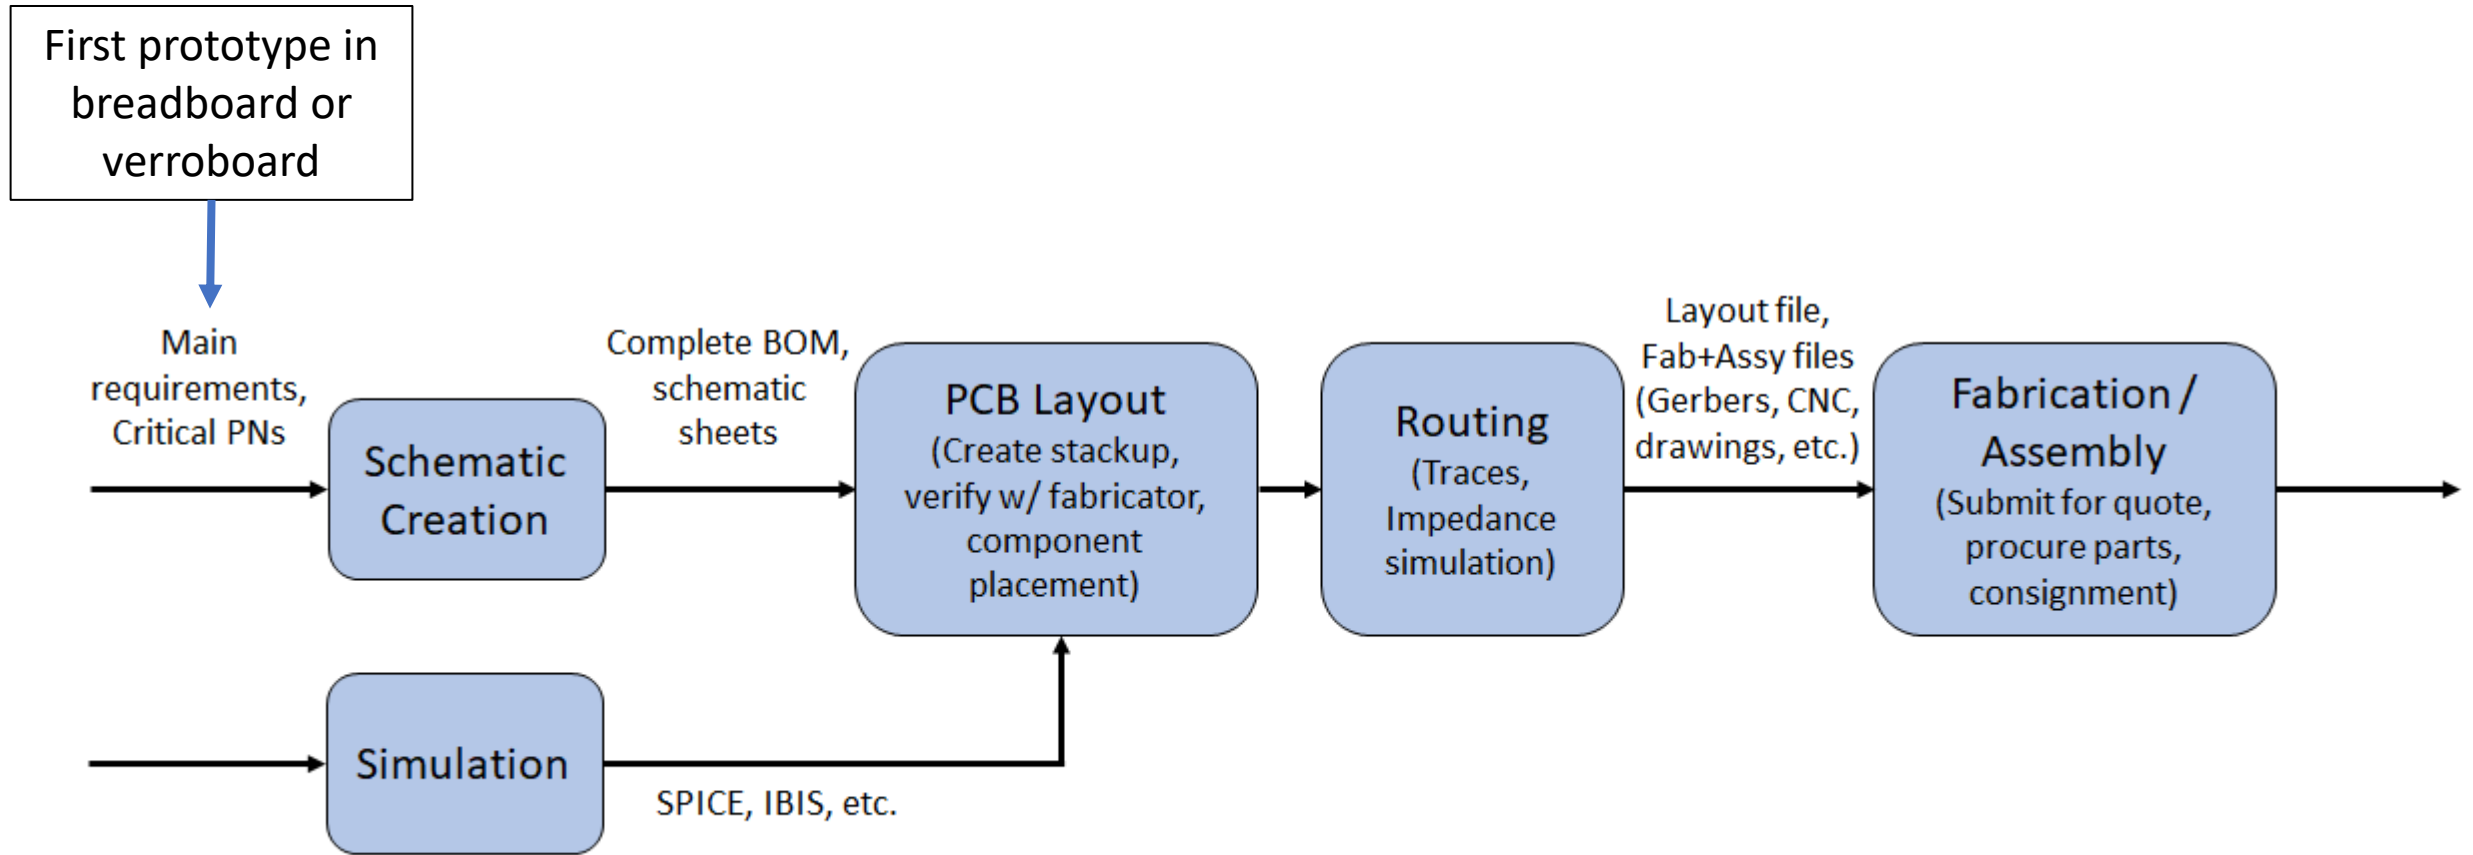 First prototype in
breadboard or
verroboard
Main
requirements,
Critical PNs
Schematic
Creation
Complete BOM,
schematic
sheets
PCB Layout
(Create stackup,
verify w/ fabricator,
component
placement)
Routing
(Traces,
Impedance
simulation)
Layout file,
Fab+Assy files
(Gerbers, CNC,
drawings, etc.)
Fabrication /
Assembly
(Submit for quote,
procure parts,
consignment)
Simulation
SPICE, IBIS, etc.